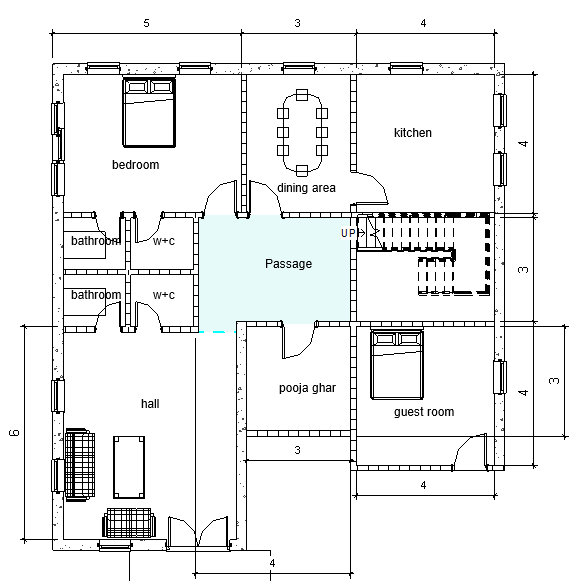 5 3 4
kitchen
4
bedroom
dining area
bathroom w+c
UP
Passage
3
bathroom w+c
hall
pooja ghar
guest room
4
3
6
3
4
4